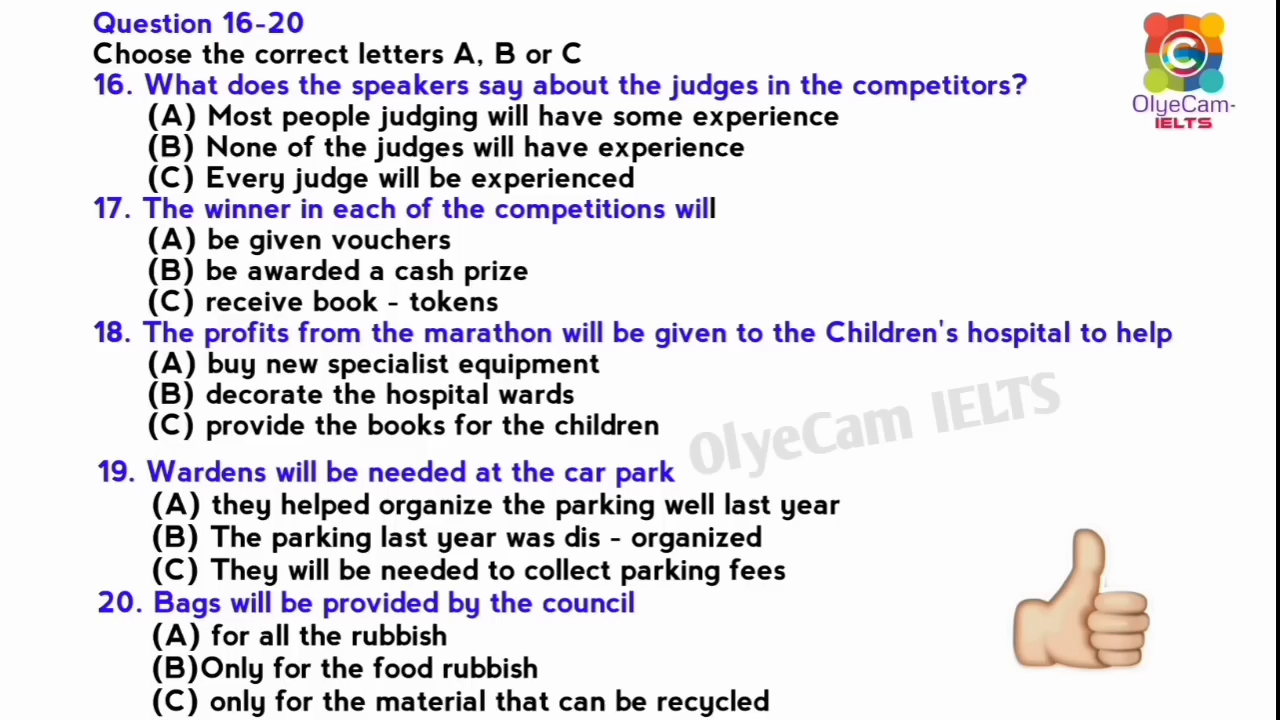 Question 16-20
Choose the correct letters A, B or C
16. What does the speakers say about the judges in the competitors?
(A) Most people judging will have some experience
(B) None of the judges will have experience
(C) Every judge will be experienced
17. The winner in each of the competitions will
(A) be given vouchers
(B) be awarded a cash prize
(C) receive book - tokens
18. The profits from the marathon will be given to the Children's hospital to help
(A) buy new specialist equipment
(B) decorate the hospital wards
(C) provide the books for the children
19. Wardens will be needed at the car park
(A) they helped organize the parking well last year
(B) The parking last year was dis - organized
(C) They will be needed to collect parking fees
20. Bags will be provided by the council
(A) for all the rubbish
(B)Only for the food rubbish
(C) only for the material that can be recycled
C
OlyeCam-
IELTS
OlyeCam IELTS